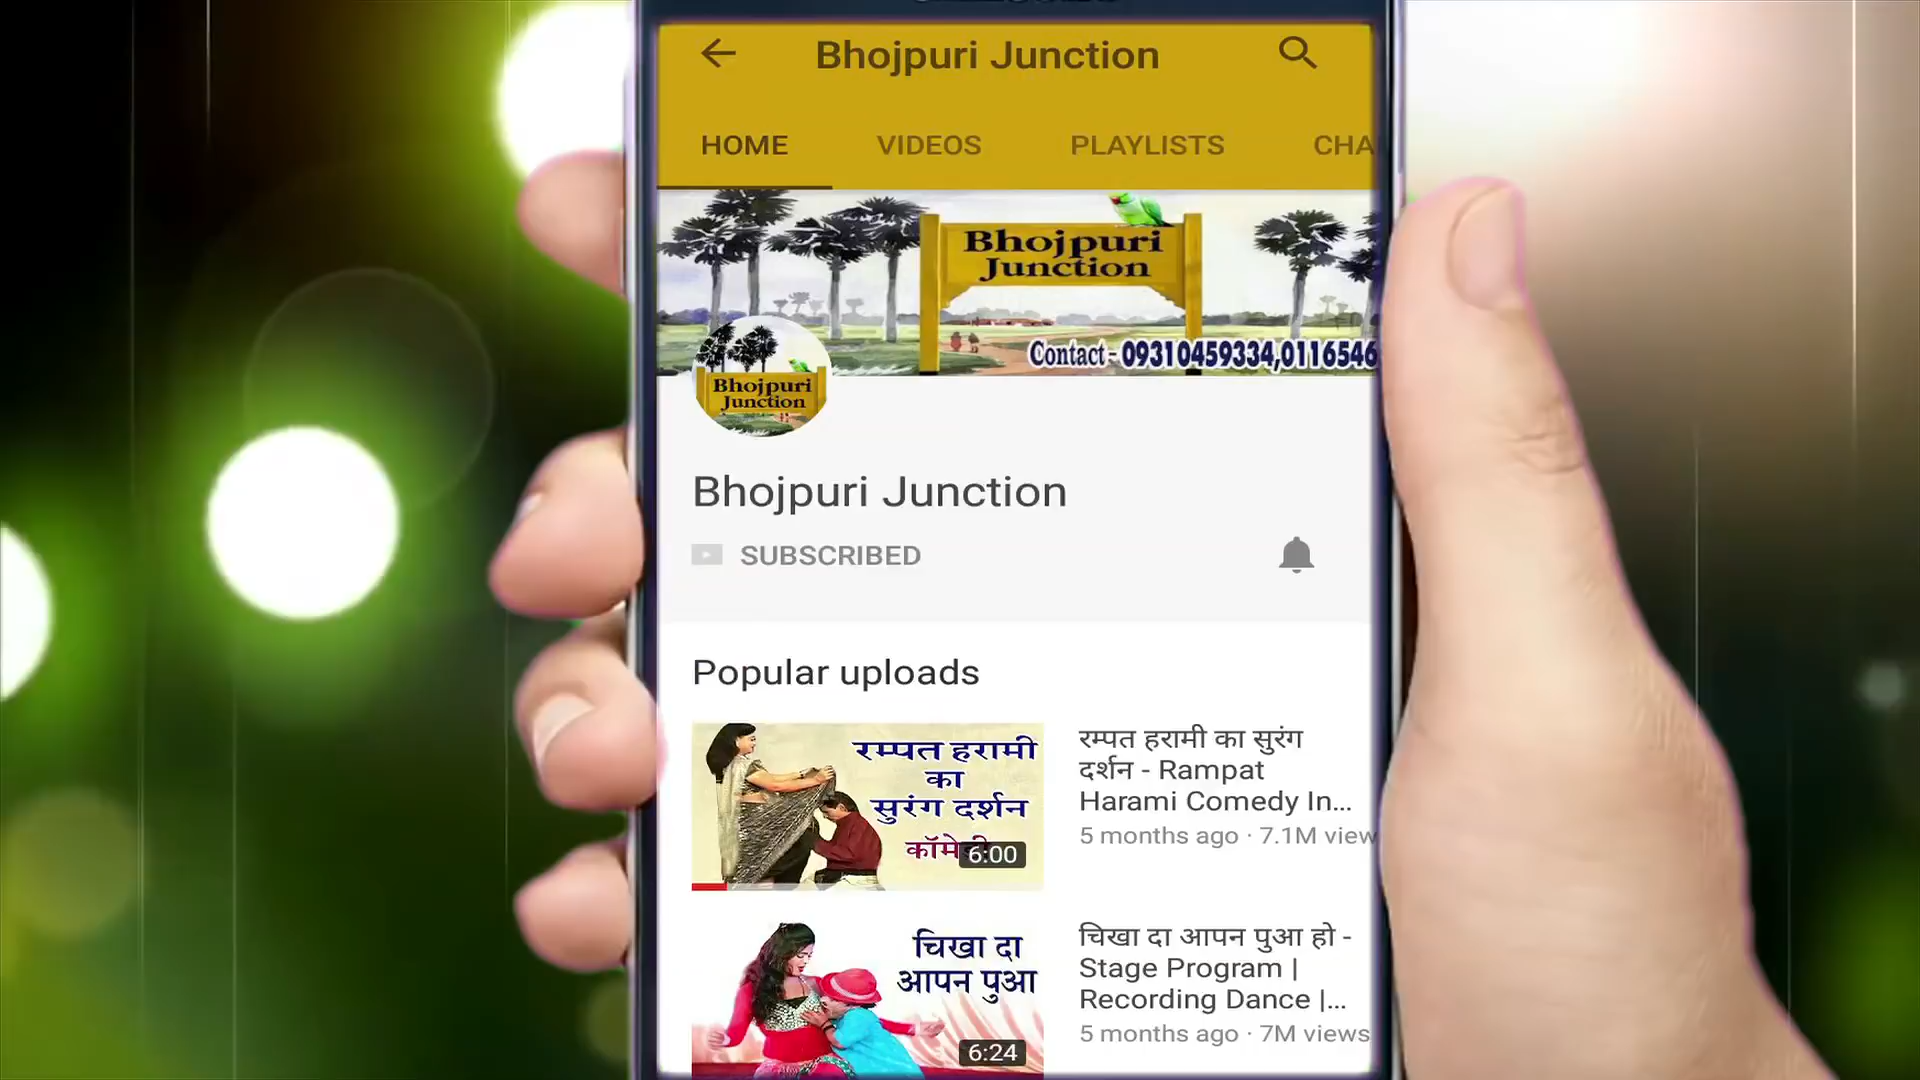 Bhojpuri Junction
HOME VIDEOS PLAYLISTS CHA
Bhojpuri
Junction
Contact - 09310459334,0116546
Bhojpuri
Junction
Bhojpuri Junction
SUBSCRIBED
Popular uploads
रम्पत हरामी
का
सुरंग दर्शन
6:00
रम्पत हरामी का सुरंग
दर्शन - Rampat
Harami Comedy In...
5 months ago · 7.1M view
चिखा दा
आपन पुआ
6:24
चिखा दा आपन पुआ हो -
Stage Program |
Recording Dance |...
5 months ago · 7M views